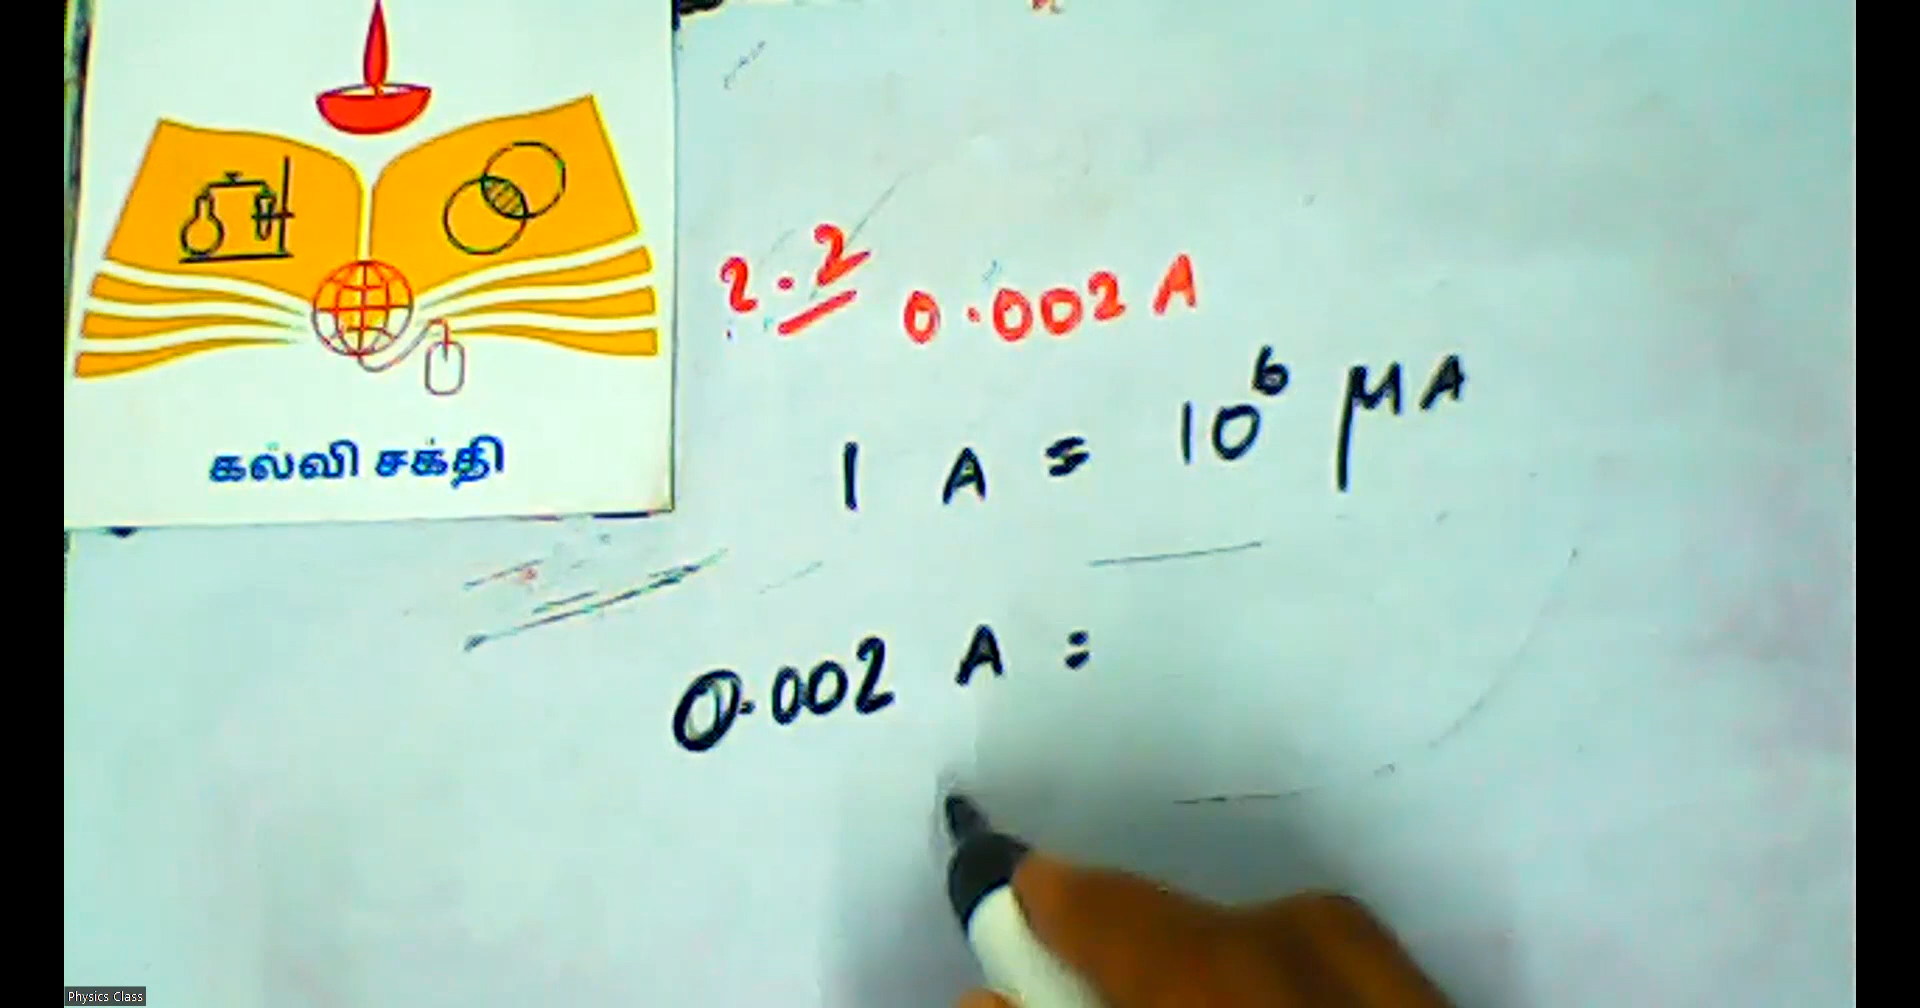 கல்வி சக்தி
2.2 0.002 A
1 A = 10⁶ μA
0.002 A =
Physics Class